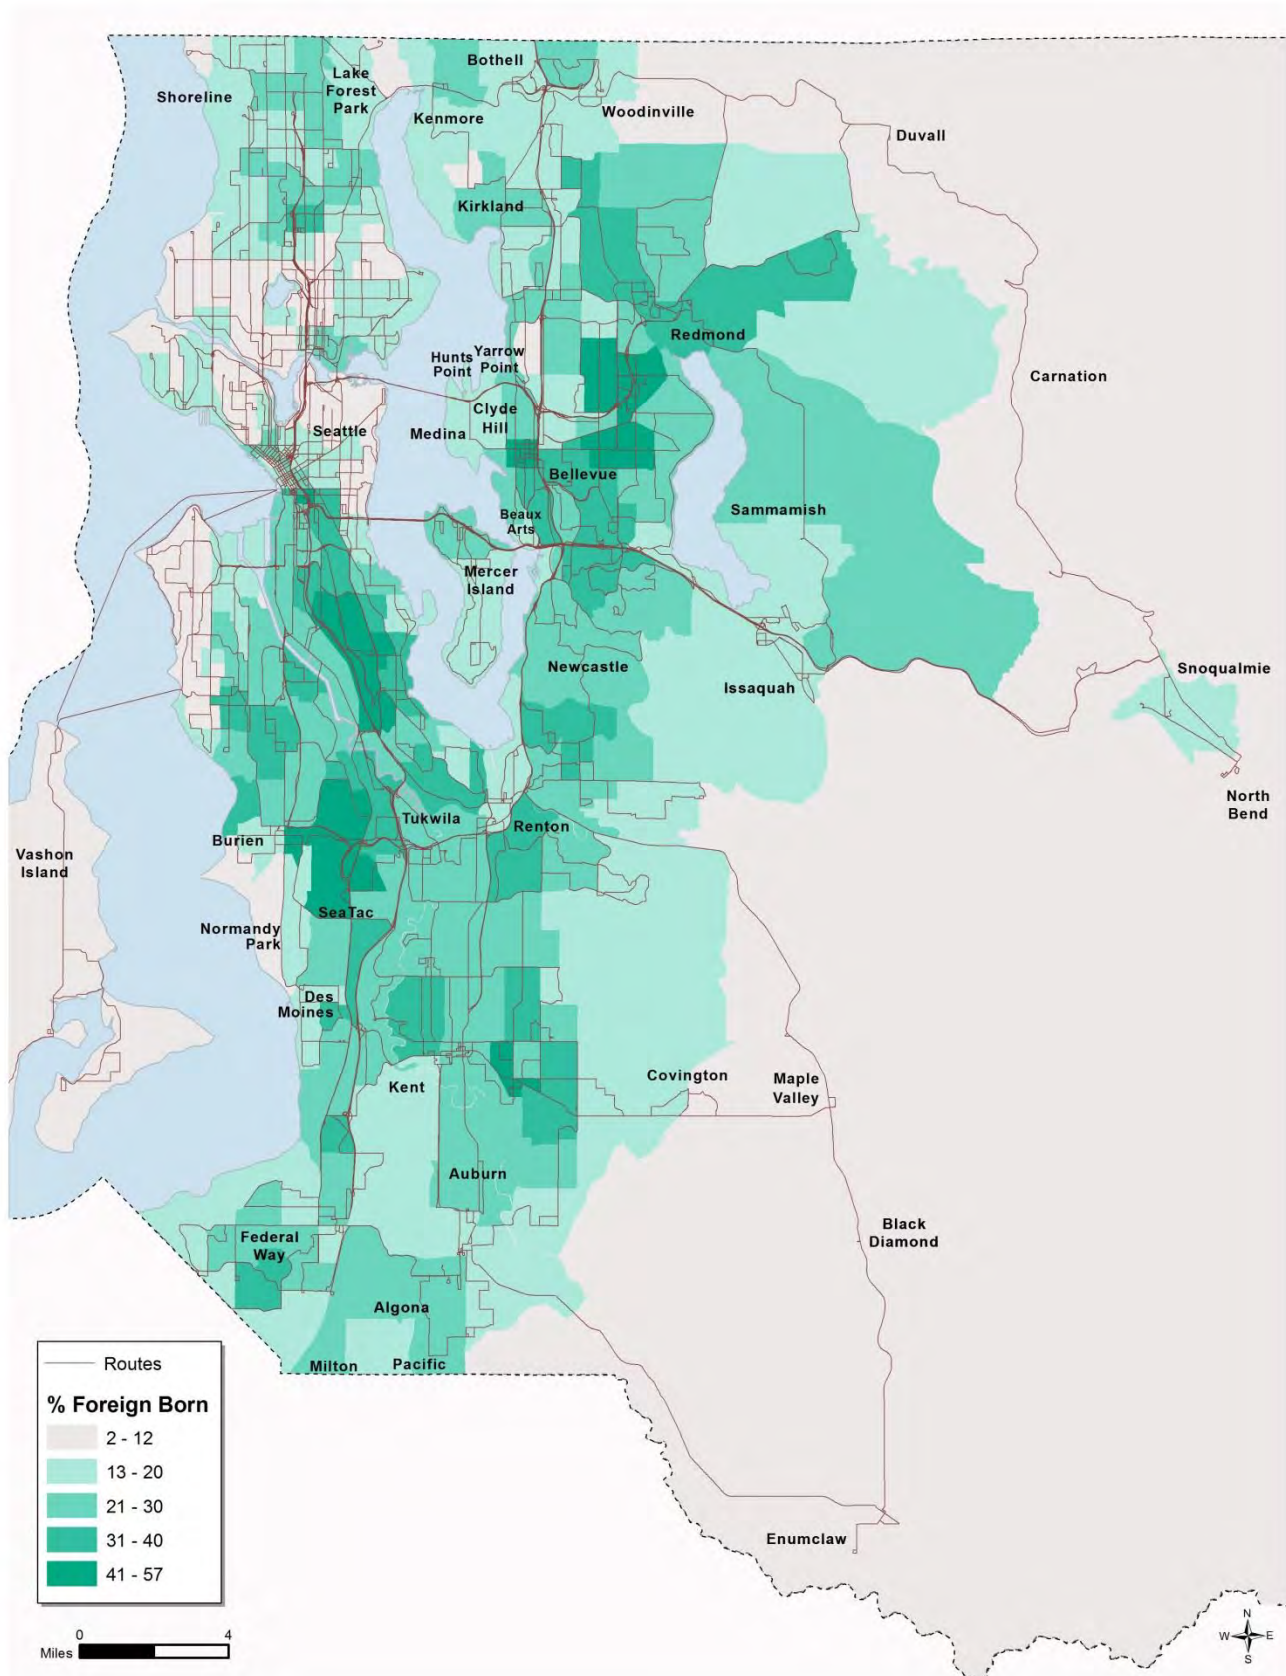 Bothell
Lake
Forest
Park
Shoreline
Kenmore
Woodinville
Duvall
Kirkland
Redmond
Hunts
Point
Yarrow
Point
Carnation
Clyde
Hill
Medina
Seattle
Bellevue
Beaux
Arts
Sammamish
Mercer
Island
Newcastle
Issaquah
Snoqualmie
North
Bend
Tukwila
Renton
Burien
Vashon
Island
SeaTac
Normandy
Park
Des
Moines
Kent
Covington
Maple
Valley
Auburn
Black
Diamond
Federal
Way
Algona
Milton
Pacific
Enumclaw
Routes
% Foreign Born
2 - 12
13 - 20
21 - 30
31 - 40
41 - 57
0 4
Miles
N
W E
S